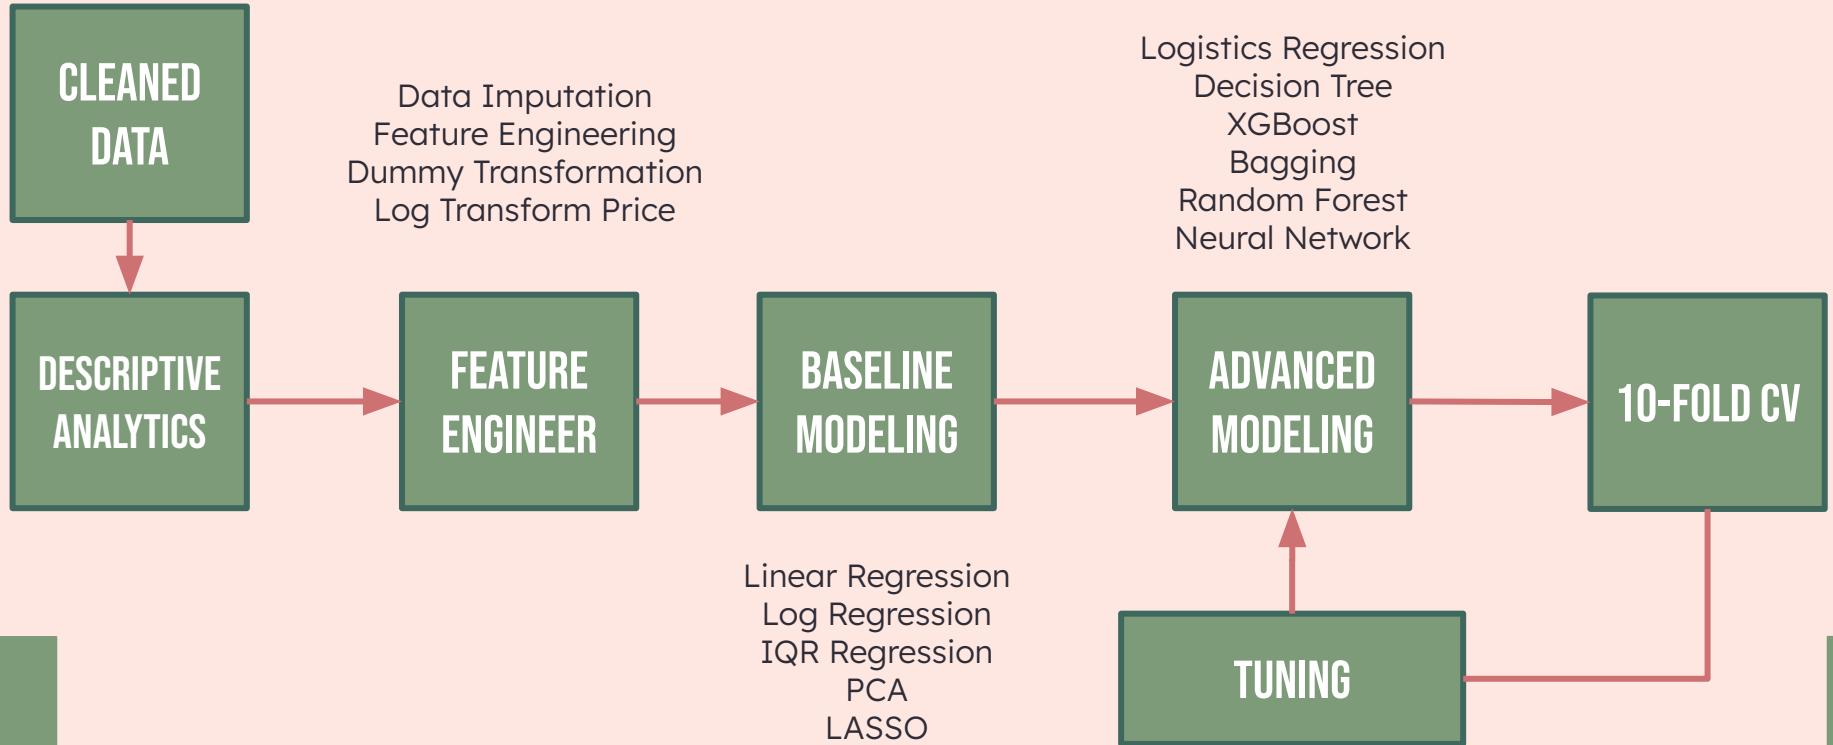 CLEANED
DATA
Data Imputation
Feature Engineering
Dummy Transformation
Log Transform Price
Logistics Regression
Decision Tree
XGBoost
Bagging
Random Forest
Neural Network
DESCRIPTIVE
ANALYTICS
FEATURE
ENGINEER
BASELINE
MODELING
ADVANCED
MODELING
10-FOLD CV
Linear Regression
Log Regression
IQR Regression
PCA
LASSO
TUNING